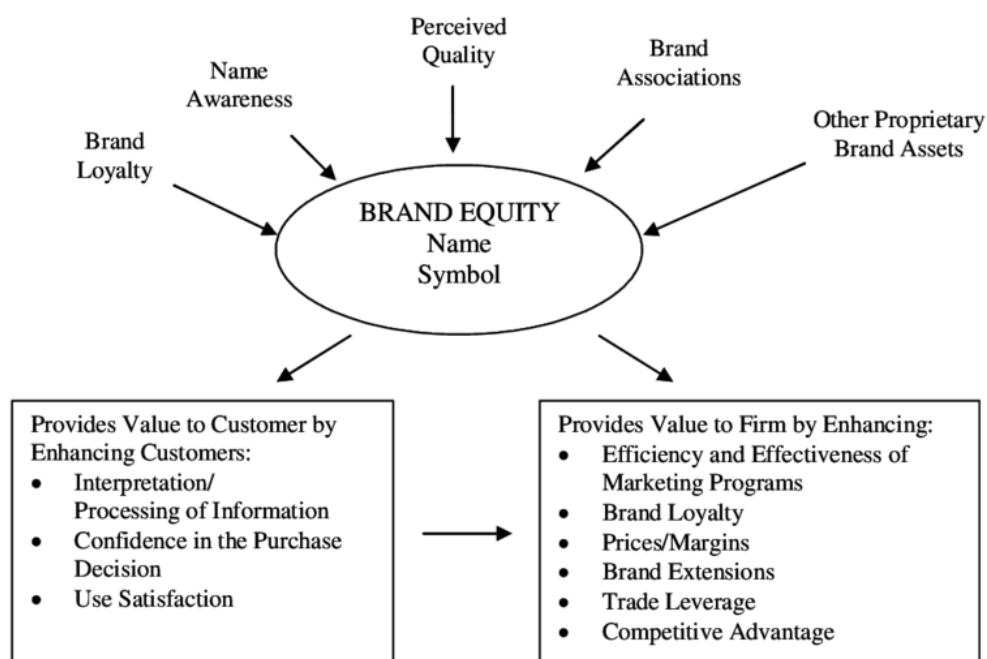 Perceived
Quality
Brand
Associations
Name
Awareness
Other Proprietary
Brand Assets
Brand
Loyalty
BRAND EQUITY
Name
Symbol
Provides Value to Customer by
Enhancing Customers:
• Interpretation/
Processing of Information
• Confidence in the Purchase
Decision
• Use Satisfaction
Provides Value to Firm by Enhancing:
• Efficiency and Effectiveness of
Marketing Programs
• Brand Loyalty
• Prices/Margins
• Brand Extensions
• Trade Leverage
• Competitive Advantage